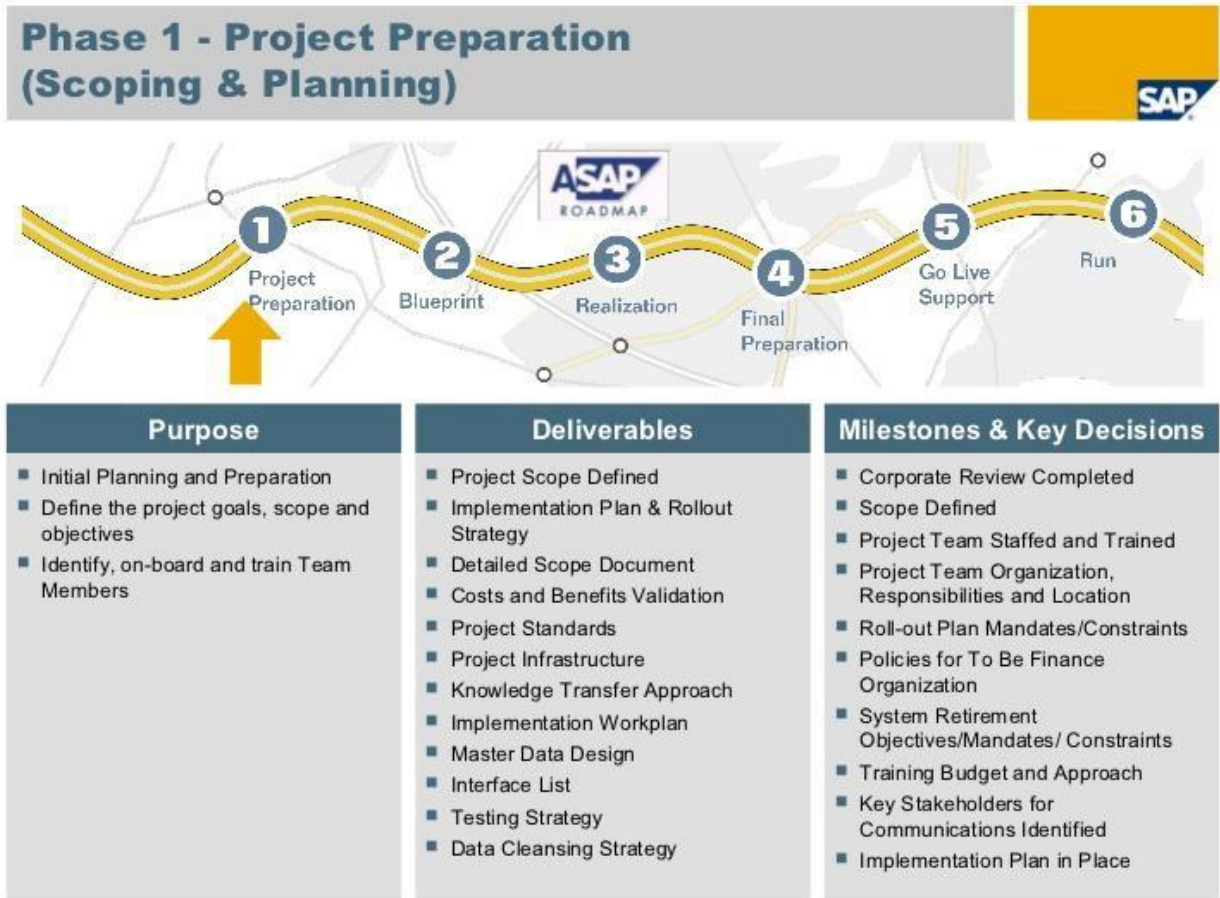 Phase 1 - Project Preparation
(Scoping & Planning)
SAP
ASAP
ROADMAP
1
Project
Preparation
2
Blueprint
3
Realization
4
Final
Preparation
5
Go Live
Support
6
Run
Purpose
Initial Planning and Preparation
Define the project goals, scope and
objectives
Identify, on-board and train Team
Members
Deliverables
Project Scope Defined
Implementation Plan & Rollout
Strategy
Detailed Scope Document
Costs and Benefits Validation
Project Standards
Project Infrastructure
Knowledge Transfer Approach
Implementation Workplan
Master Data Design
Interface List
Testing Strategy
Data Cleansing Strategy
Milestones & Key Decisions
Corporate Review Completed
Scope Defined
Project Team Staffed and Trained
Project Team Organization,
Responsibilities and Location
Roll-out Plan Mandates/Constraints
Policies for To Be Finance
Organization
System Retirement
Objectives/Mandates/ Constraints
Training Budget and Approach
Key Stakeholders for
Communications Identified
Implementation Plan in Place